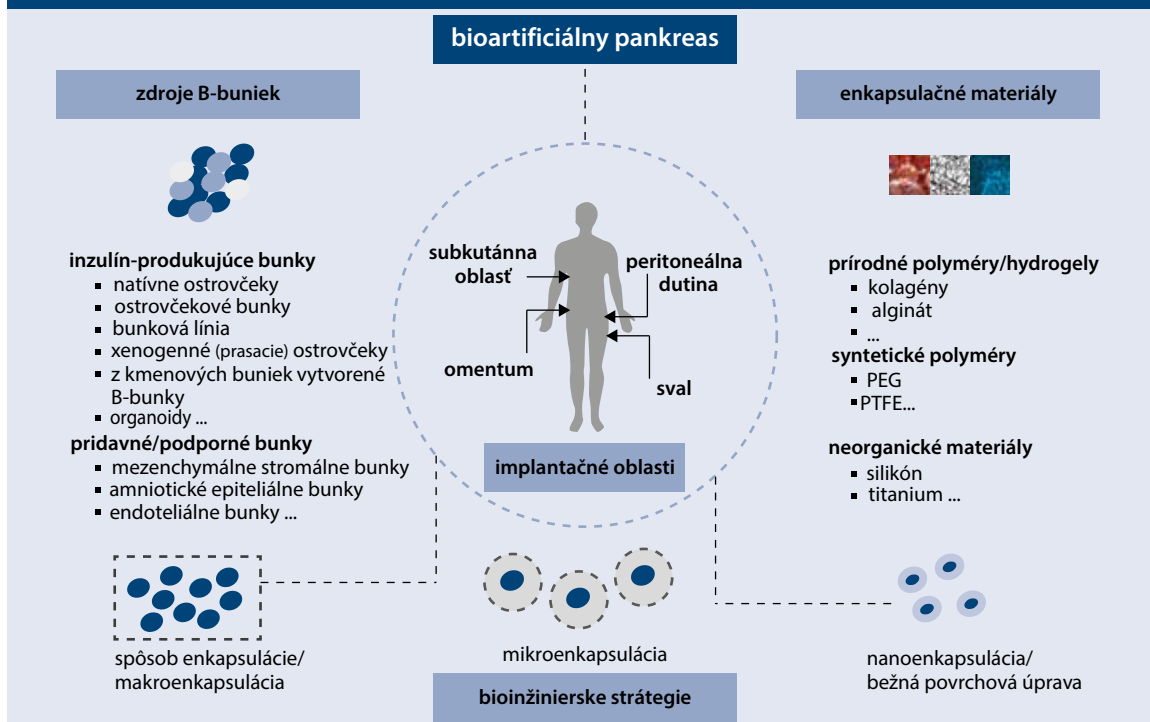 bioartificiálny pankreas
zdroje B-buniek
inzulín-produkujúce bunky
▪ natívne ostrovčeky
▪ ostrovčekové bunky
▪ bunková línia
▪ xenogénné (prasacie) ostrovčeky
▪ z kmenových buniek vytvorené
B-bunky
▪ organoidy ...
pridavné/podporné bunky
▪ mezenchymálne stromálne bunky
▪ amniotické epiteliálne bunky
▪ endoteliálne bunky ...
subkutánna
oblasť
peritoneálna
dutina
omentum
sval
implantačné oblasti
enkapsulačné materiály
prírodné polyméry/hydrogely
▪ kolagény
▪ alginát
▪ ...
syntetické polyméry
▪ PEG
▪ PTFE...
neorganické materiály
▪ silikón
▪ titanium ...
spôsob enkapsulácie/
makroenkapsulácia
mikroenkapsulácia
nanoenkapsulácia/
bežná povrchová úprava
bioinžinierske strátegie